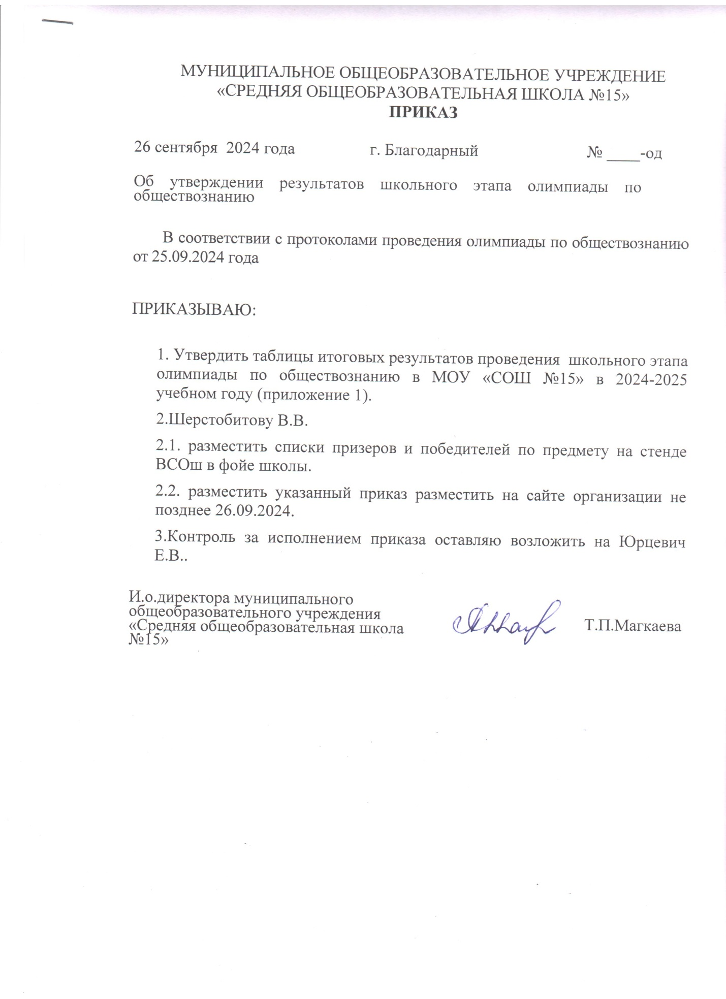 МУНИЦИПАЛЬНОЕ ОБЩЕОБРАЗОВАТЕЛЬНОЕ УЧРЕЖДЕНИЕ
«СРЕДНЯЯ ОБЩЕОБРАЗОВАТЕЛЬНАЯ ШКОЛА №15»
ПРИКАЗ
26 сентября 2024 года г. Благодарный № ____-од
Об утверждении результатов школьного этапа олимпиады по
обществознанию
В соответствии с протоколами проведения олимпиады по обществознанию
от 25.09.2024 года
ПРИКАЗЫВАЮ:
1. Утвердить таблицы итоговых результатов проведения школьного этапа
олимпиады по обществознанию в МОУ «СОШ №15» в 2024-2025
учебном году (приложение 1).
2.Шерстобитову В.В.
2.1. разместить списки призеров и победителей по предмету на стенде
ВСОш в фойе школы.
2.2. разместить указанный приказ разместить на сайте организации не
позднее 26.09.2024.
3.Контроль за исполнением приказа оставляю возложить на Юрцевич
Е.В..
И.о.директора муниципального
общеобразовательного учреждения
«Средняя общеобразовательная школа
№15»
Т.П.Магкаева